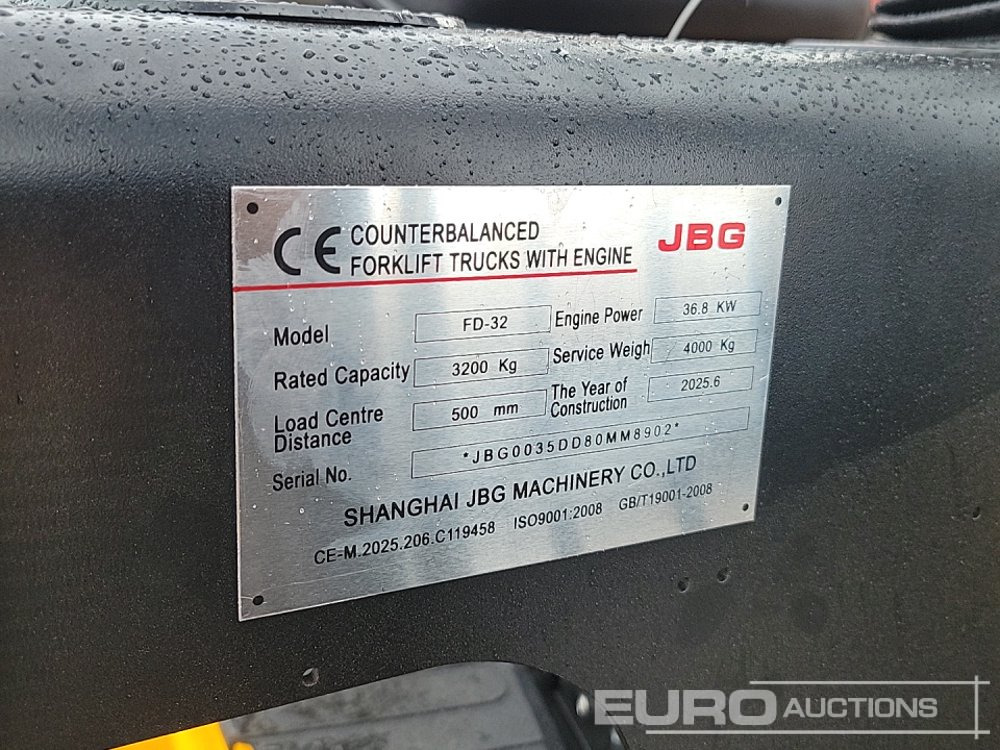 CE COUNTERBALANCED
FORKLIFT TRUCKS WITH ENGINE
JBG
Model FD-32 Engine Power 36.8 KW
Rated Capacity 3200 Kg Service Weigh 4000 Kg
Load Centre
Distance 500 mm The Year of
Construction 2025.6
Serial No. *JBG0035DD80MM8902*
SHANGHAI JBG MACHINERY CO.,LTD
CE-M.2025.206.C119458 ISO9001:2008 GB/T19001-2008
EURO AUCTIONS